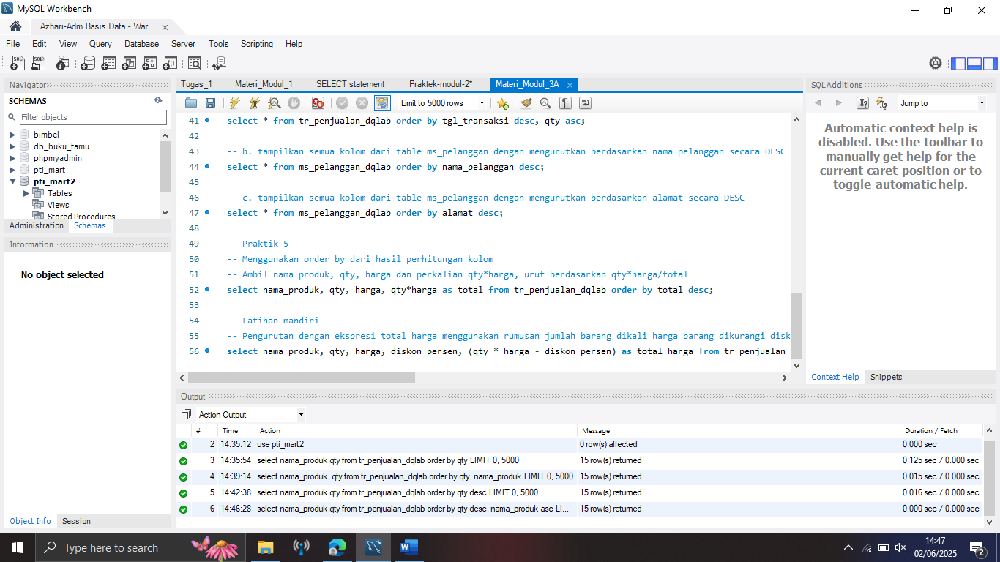 MySQL Workbench
Azhari-Adm Basis Data - War...
File Edit View Query Database Server Tools Scripting Help
Navigator
SCHEMAS
Filter objects
bimbel
db_buku_tamu
phpmyadmin
pti_mart
pti_mart2
Tables
Views
Stored Procedures
Administration Schemas
Information
No object selected
Object Info Session
Tugas_1 Materi_Modul_1 SELECT statement Praktek-modul-2* Materi_Modul_3A
Limit to 5000 rows
41 select * from tr_penjualan_dqlab order by tgl_transaksi desc, qty asc;
42
43 -- b. tampilkan semua kolom dari table ms_pelanggan dengan mengurutkan berdasarkan nama pelanggan secara DESC
44 select * from ms_pelanggan_dqlab order by nama_pelanggan desc;
45
46 -- c. tampilkan semua kolom dari table ms_pelanggan dengan mengurutkan berdasarkan alamat secara DESC
47 select * from ms_pelanggan_dqlab order by alamat desc;
48
49 -- Praktik 5
50 -- Menggunakan order by dari hasil perhitungan kolom
51 -- Ambil nama produk, qty, harga dan perkalian qty*harga, urut berdasarkan qty*harga/total
52 select nama_produk, qty, harga, qty*harga as total from tr_penjualan_dqlab order by total desc;
53
54 -- Latihan mandiri
55 -- Pengurutan dengan ekspresi total harga menggunakan rumusan jumlah barang dikali harga barang dikurangi disk
56 select nama_produk, qty, harga, diskon_persen, (qty * harga - diskon_persen) as total_harga from tr_penjualan_
SQLAdditions
Jump to
Automatic context help is
disabled. Use the toolbar to
manually get help for the
current caret position or to
toggle automatic help.
Context Help Snippets
Output
Action Output
# Time Action Message Duration / Fetch
2 14:35:12 use pti_mart2 0 row(s) affected 0.000 sec
3 14:35:54 select nama_produk,qty from tr_penjualan_dqlab order by qty LIMIT 0, 5000 15 row(s) returned 0.125 sec / 0.000 sec
4 14:39:14 select nama_produk, qty from tr_penjualan_dqlab order by qty, nama_produk LIMIT 0, 5000 15 row(s) returned 0.015 sec / 0.000 sec
5 14:42:38 select nama_produk,qty from tr_penjualan_dqlab order by qty desc LIMIT 0, 5000 15 row(s) returned 0.016 sec / 0.000 sec
6 14:46:28 select nama_produk,qty from tr_penjualan_dqlab order by qty desc, nama_produk asc LI... 15 row(s) returned 0.000 sec / 0.000 sec
Type here to search
14:47
02/06/2025
2